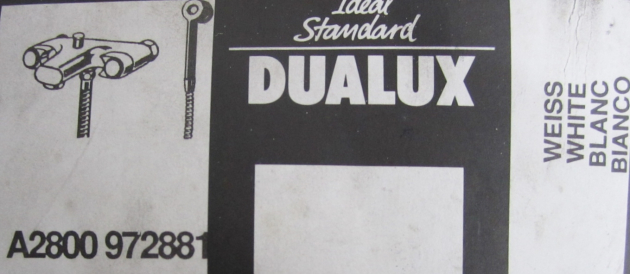 Ideal
Standard
DUALUX
A2800 972881
WEISS
WHITE
BLANC
BIANCO